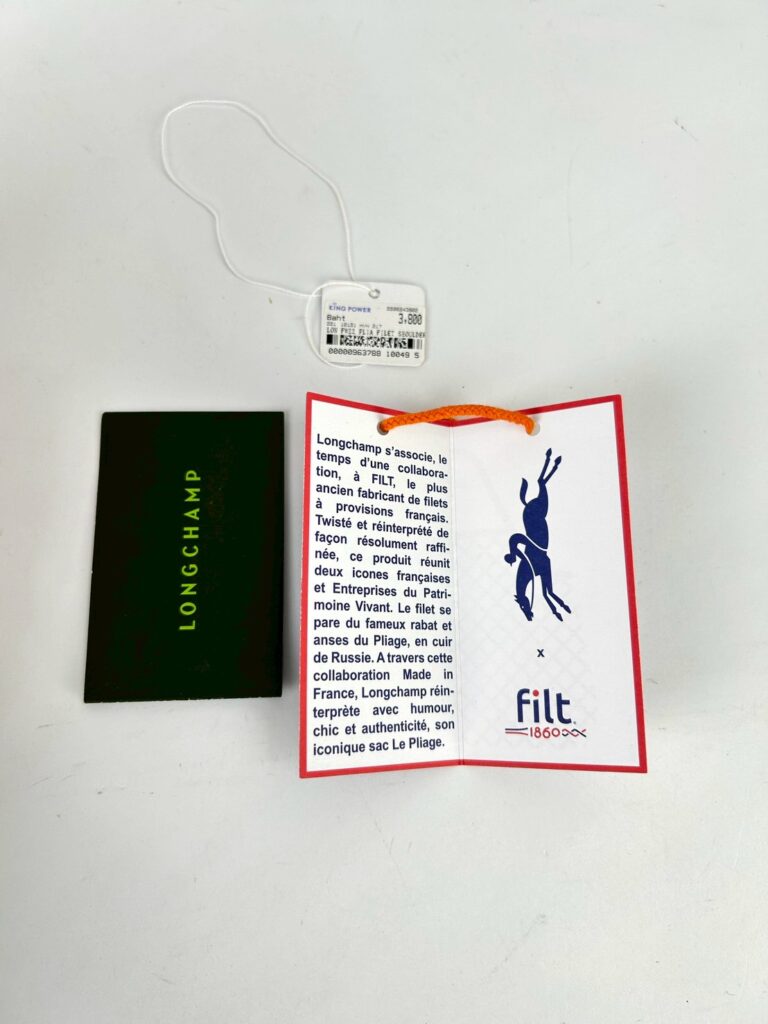 KING POWER
Baht 3,800
00000963788 10049 5
LONGCHAMP
Longchamp s'associe, le
temps d'une collabora-
tion, à FILT, le plus
ancien fabricant de filets
à provisions français.
Twisté et réinterprété de
façon résolument raffi-
née, ce produit réunit
deux icones françaises
et Entreprises du Patri-
moine Vivant. Le filet se
pare du fameux rabat et
anses du Pliage, en cuir
de Russie. A travers cette
collaboration Made in
France, Longchamp réin-
terprète avec humour,
chic et authenticité, son
iconique sac Le Pliage.
x
filt
1860